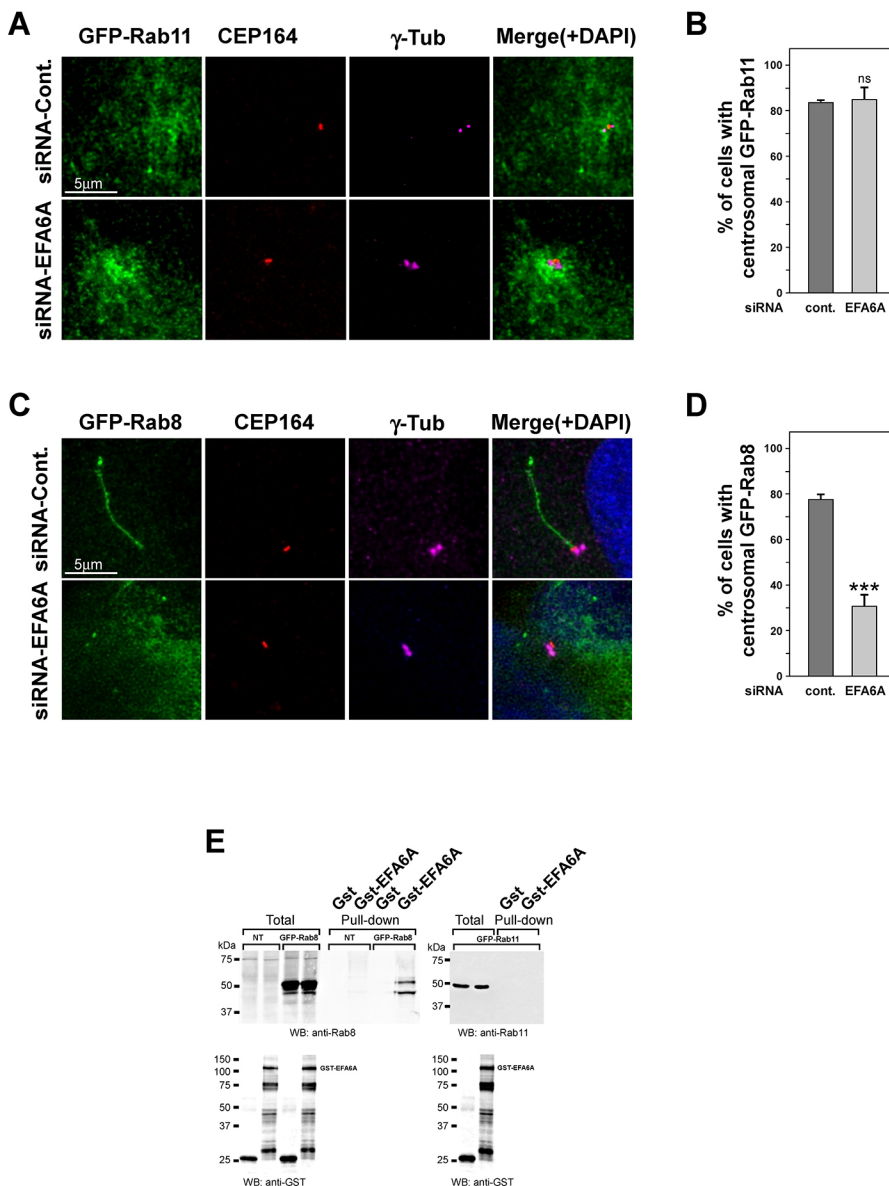 A
GFP-Rab11 CEP164 γ-Tub Merge(+DAPI)
siRNA-Cont.
5μm
siRNA-EFA6A
B
% of cells with
centrosomal GFP-Rab11
100
80
60
40
20
0
ns
siRNA cont. EFA6A
C
GFP-Rab8 CEP164 γ-Tub Merge(+DAPI)
siRNA-Cont.
5μm
siRNA-EFA6A
D
% of cells with
centrosomal GFP-Rab8
100
80
60
40
20
0
***
siRNA cont. EFA6A
E
Gst
Gst-EFA6A
Gst
Gst-EFA6A
Total Pull-down
NT GFP-Rab8 NT GFP-Rab8
kDa
75
50
37
WB: anti-Rab8
Gst
Gst-EFA6A
Total Pull-down
GFP-Rab11
kDa
75
50
37
WB: anti-Rab11
150
100
75
50
37
25
GST-EFA6A
WB: anti-GST
150
100
75
50
37
25
GST-EFA6A
WB: anti-GST